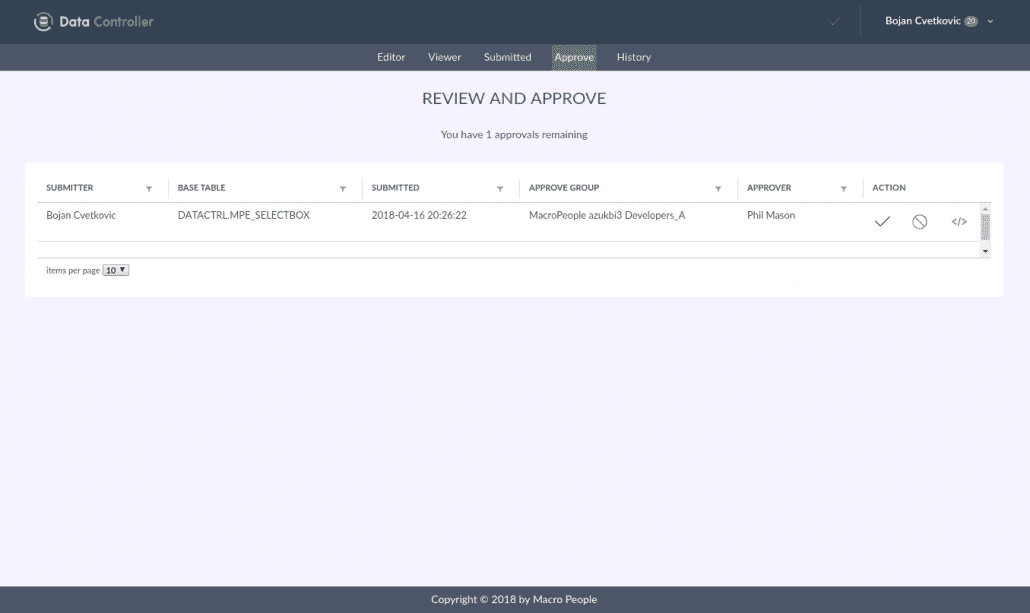 Data Controller
Bojan Cvetkovic 20
Editor Viewer Submitted Approve History
REVIEW AND APPROVE
You have 1 approvals remaining
SUBMITTER BASE TABLE SUBMITTED APPROVE GROUP APPROVER ACTION
Bojan Cvetkovic DATACTRL.MPE_SELECTBOX 2018-04-16 20:26:22 MacroPeople azukbi3 Developers_A Phil Mason </>
items per page 10
Copyright © 2018 by Macro People